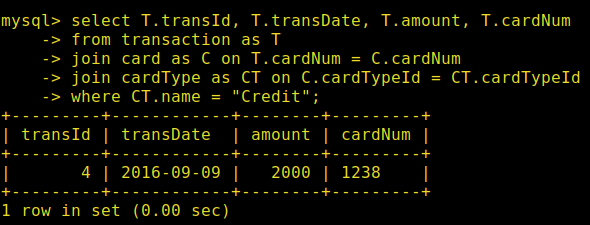 mysql> select T.transId, T.transDate, T.amount, T.cardNum
    -> from transaction as T
    -> join card as C on T.cardNum = C.cardNum
    -> join cardType as CT on C.cardTypeId = CT.cardTypeId
    -> where CT.name = "Credit";
+---------+------------+--------+---------+
| transId | transDate  | amount | cardNum |
+---------+------------+--------+---------+
|       4 | 2016-09-09 |   2000 | 1238    |
+---------+------------+--------+---------+
1 row in set (0.00 sec)